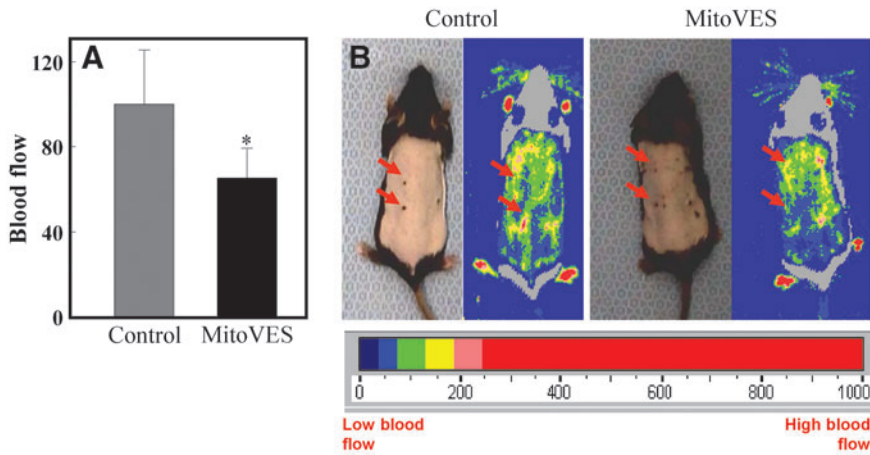 A
Blood flow
120
80
40
0
Control MitoVES
*
B
Control MitoVES
0 200 400 600 800 1000
Low blood
flow
High blood
flow